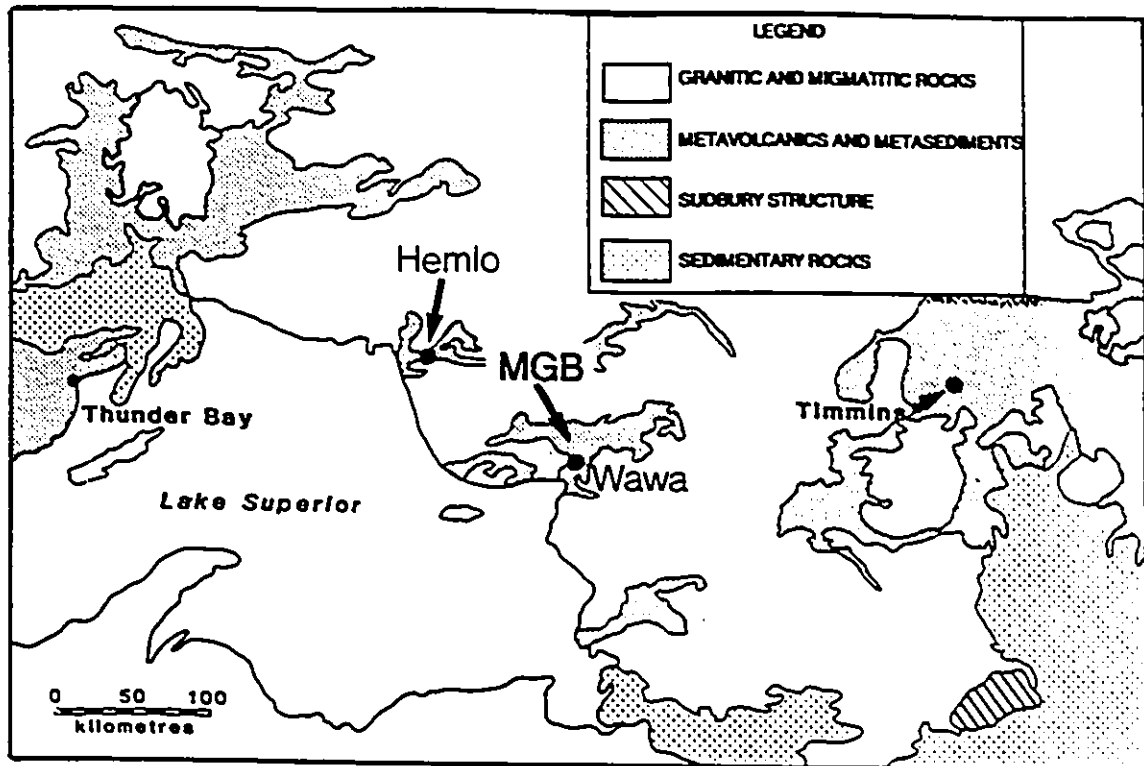 LEGEND
GRANITIC AND MIGMATITIC ROCKS
METAVOLCANICS AND METASEDIMENTS
SUDBURY STRUCTURE
SEDIMENTARY ROCKS
Hemlo
MGB
Thunder Bay
Timmins
Wawa
Lake Superior
0 50 100
kilometres